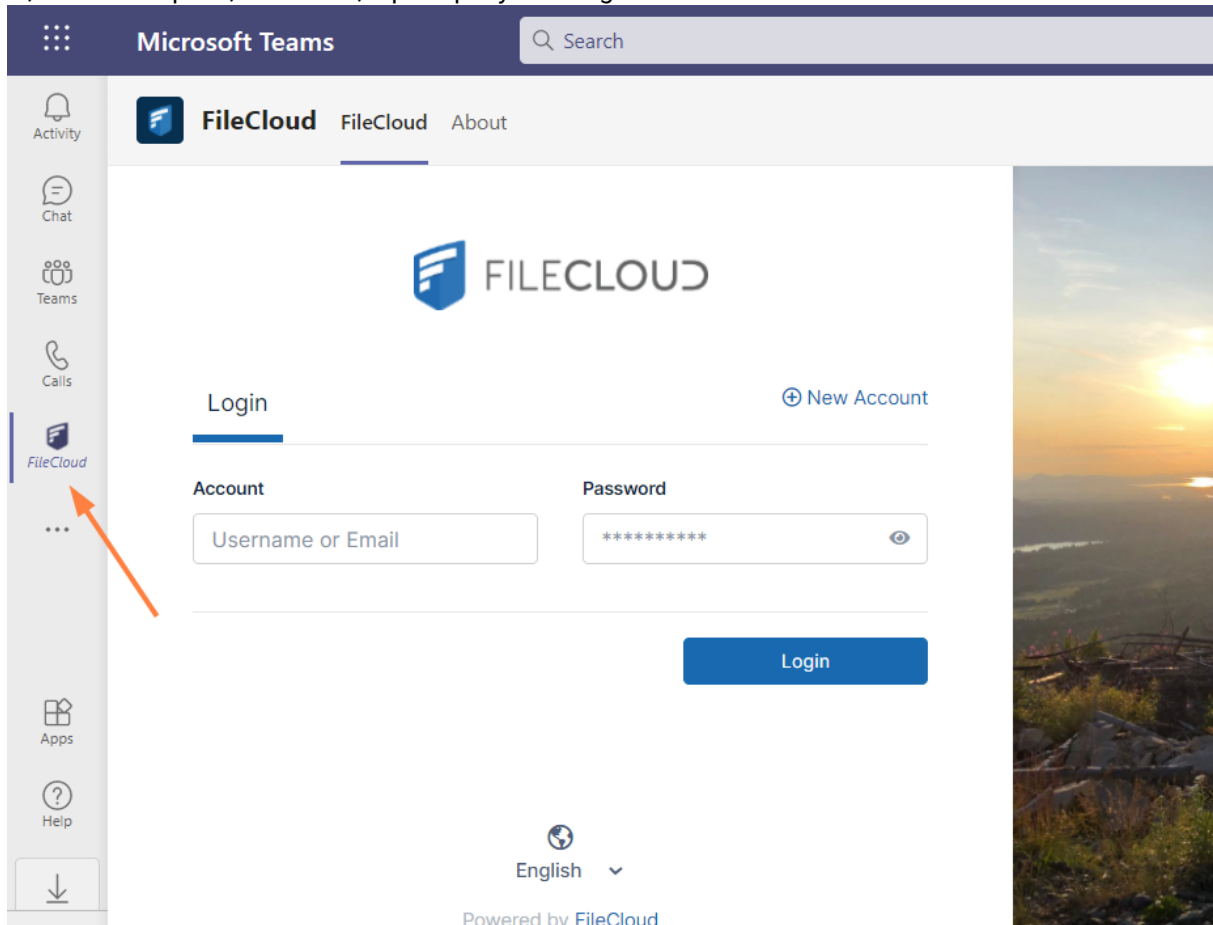 Microsoft Teams
Search
Activity
FileCloud FileCloud About
Chat
Teams
Calls
FileCloud
FILECLOUD
Login
New Account
Account Password
Username or Email **********
Login
Apps
Help
English
Powered by FileCloud